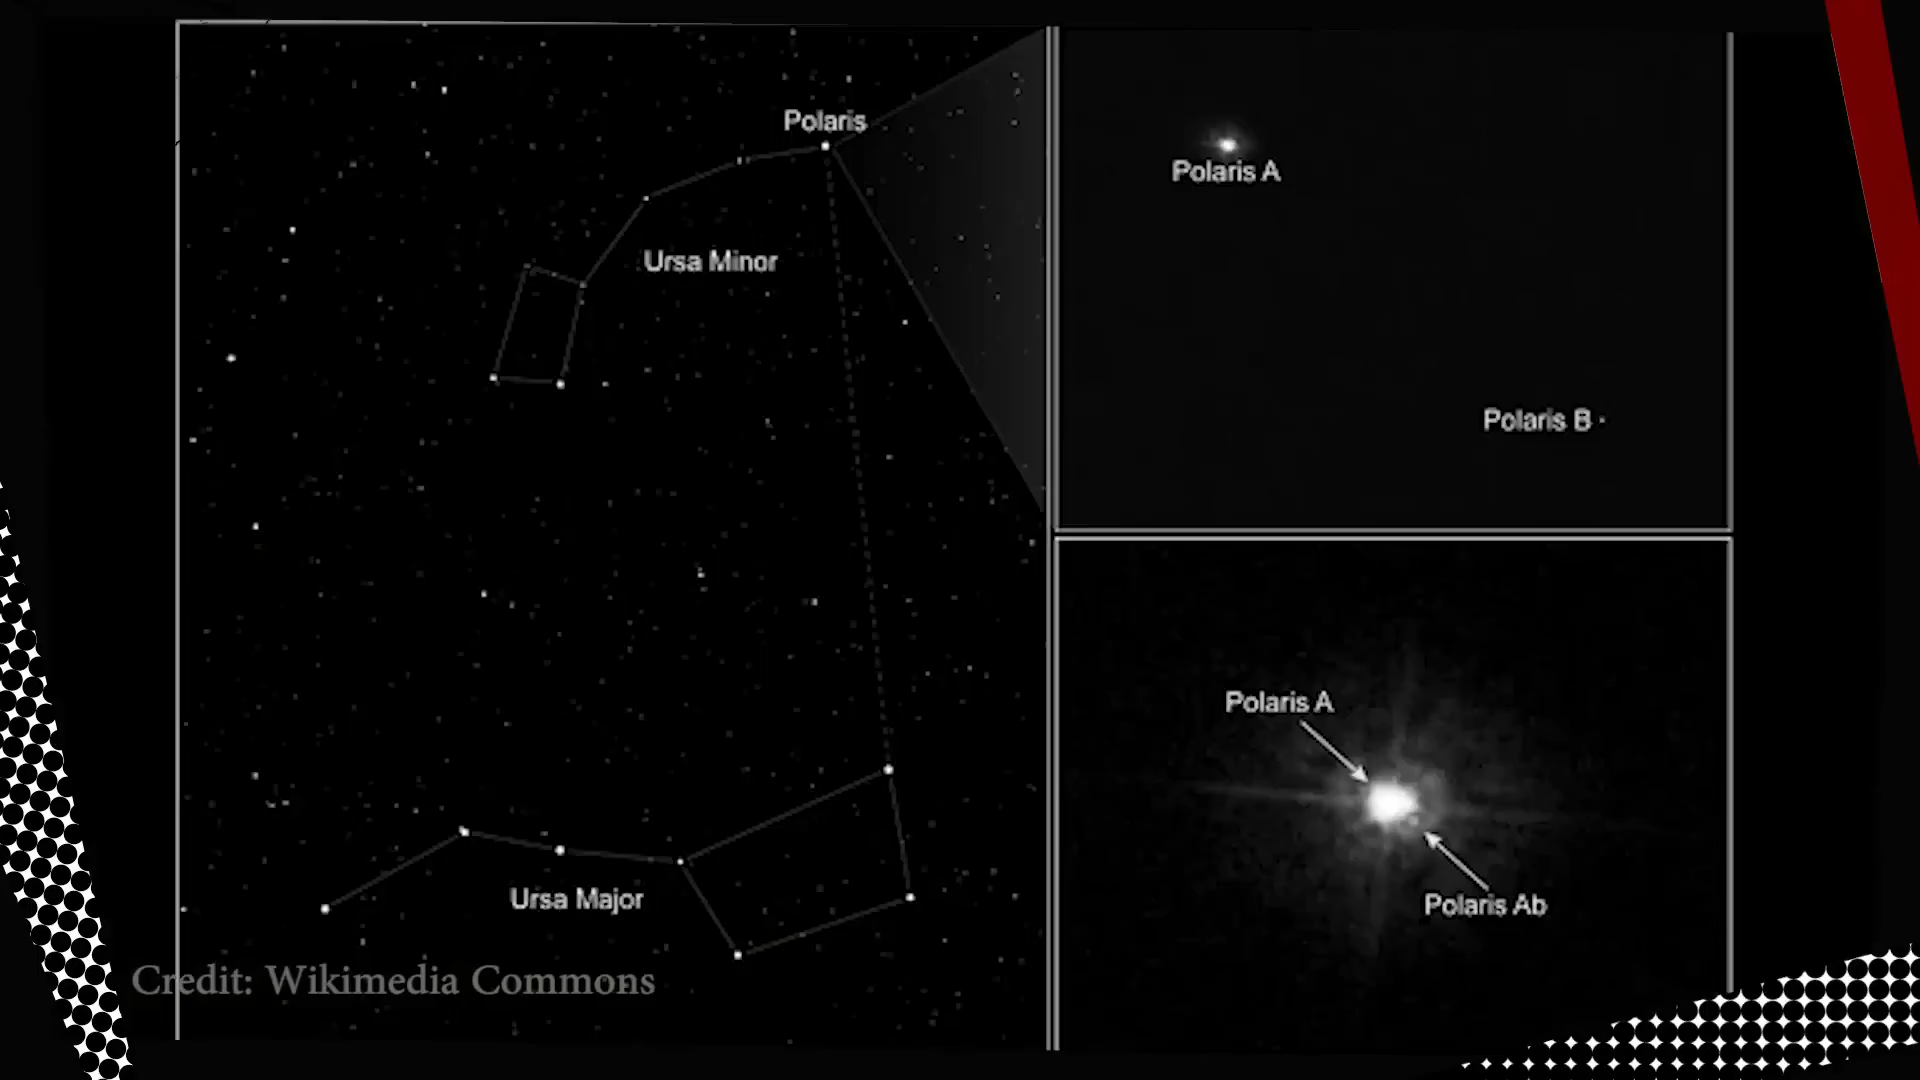 Polaris
Ursa Minor
Ursa Major
Polaris A
Polaris B
Polaris A
Polaris Ab
Credit: Wikimedia Commons